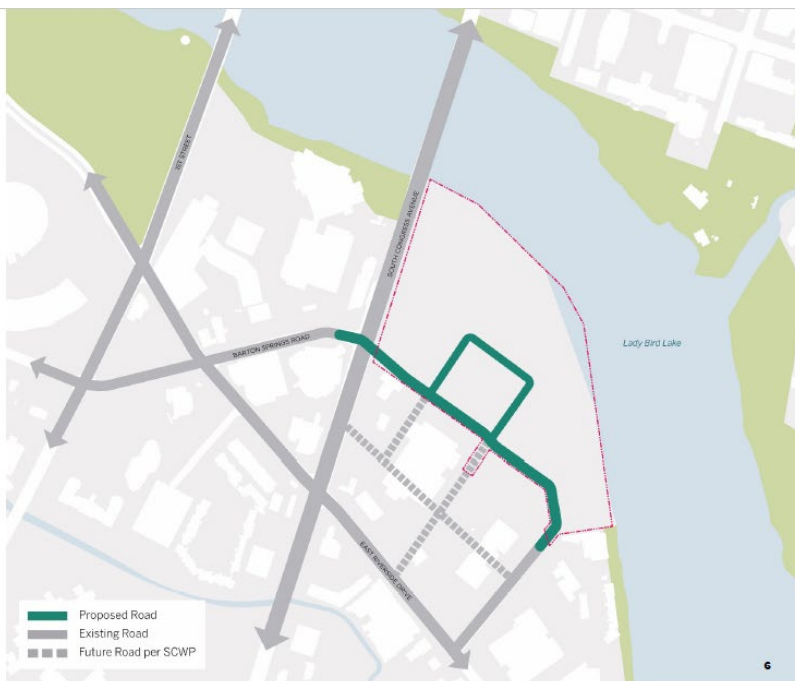 1ST STREET
SOUTH CONGRESS AVENUE
BARTON SPRINGS ROAD
Lady Bird Lake
EAST RIVERSIDE DRIVE
Proposed Road
Existing Road
Future Road per SCWP
6